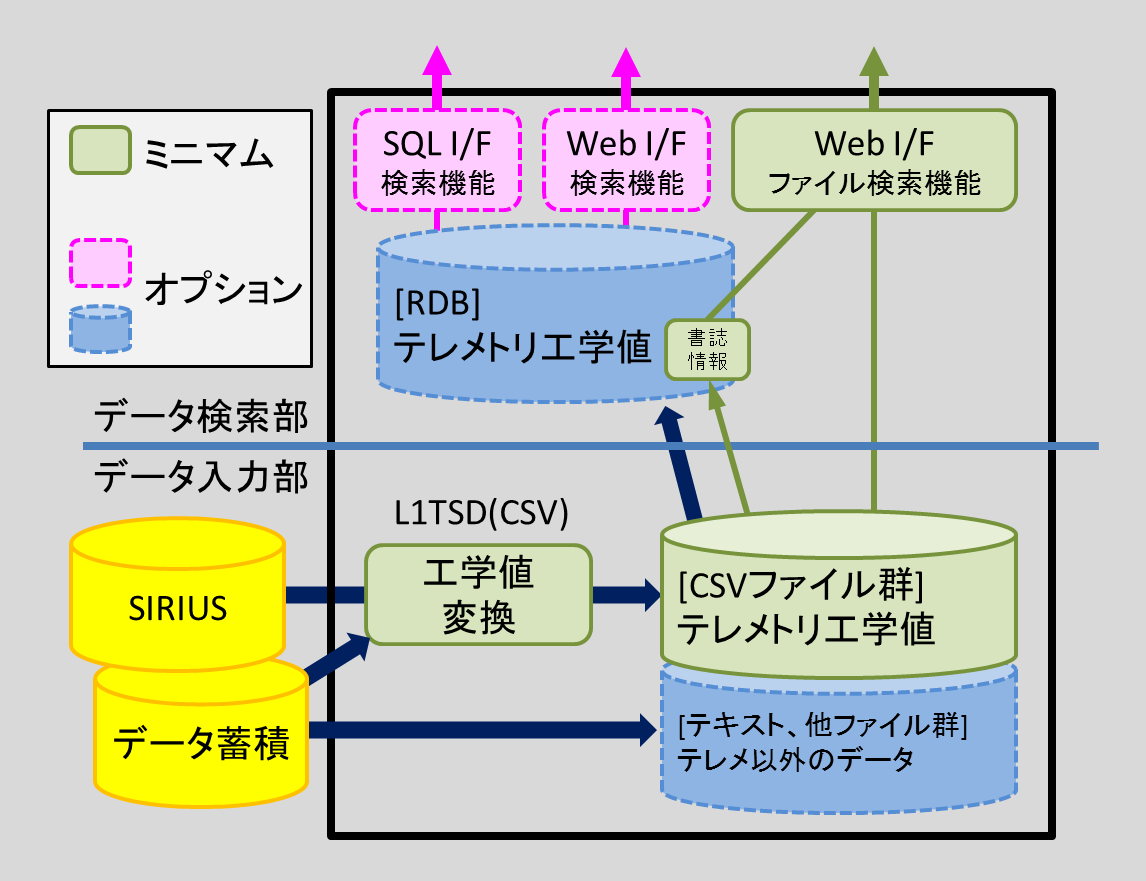 SQL I/F
検索機能
Web I/F
検索機能
Web I/F
ファイル検索機能
ミニマム
オプション
[RDB]
テレメトリ工学値
書誌
情報
データ検索部
データ入力部
L1TSD(CSV)
SIRIUS
工学値
変換
[CSVファイル群]
テレメトリ工学値
データ蓄積
[テキスト、他ファイル群]
テレメ以外のデータ